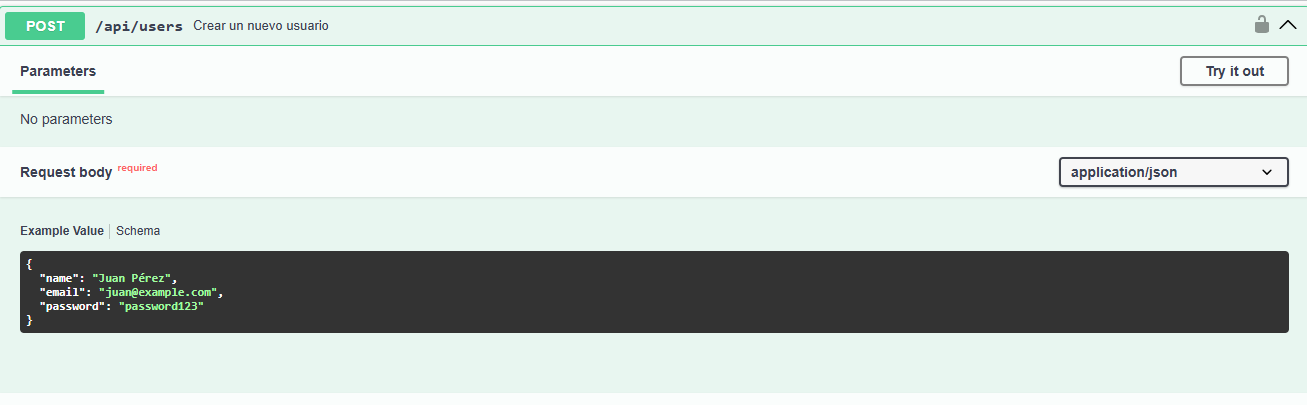 POST /api/users Crear un nuevo usuario
Parameters
Try it out
No parameters
Request body required
application/json
Example Value | Schema
{
  "name": "Juan Pérez",
  "email": "juan@example.com",
  "password": "password123"
}